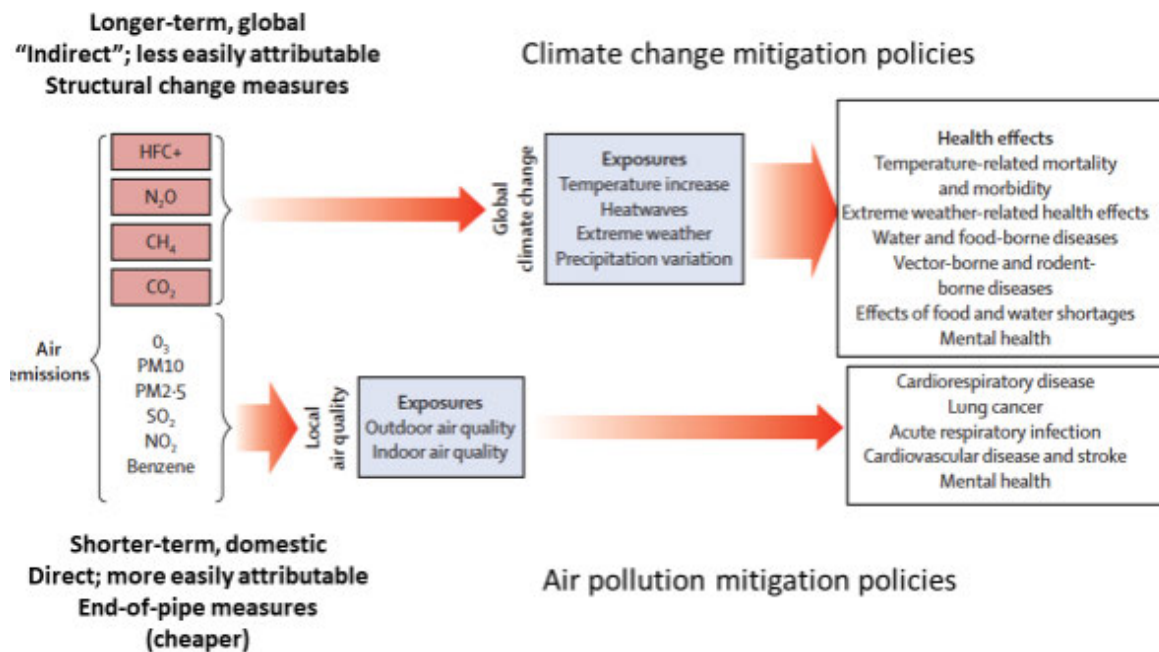 Longer-term, global
“Indirect”; less easily attributable
Structural change measures
Climate change mitigation policies
HFC+
N₂O
CH₄
CO₂
Global
climate change
Exposures
Temperature increase
Heatwaves
Extreme weather
Precipitation variation
Health effects
Temperature-related mortality
and morbidity
Extreme weather-related health effects
Water and food-borne diseases
Vector-borne and rodent-
borne diseases
Effects of food and water shortages
Mental health
Air
emissions
O₃
PM10
PM2·5
SO₂
NO₂
Benzene
Local
air quality
Exposures
Outdoor air quality
Indoor air quality
Cardiorespiratory disease
Lung cancer
Acute respiratory infection
Cardiovascular disease and stroke
Mental health
Shorter-term, domestic
Direct; more easily attributable
End-of-pipe measures
(cheaper)
Air pollution mitigation policies